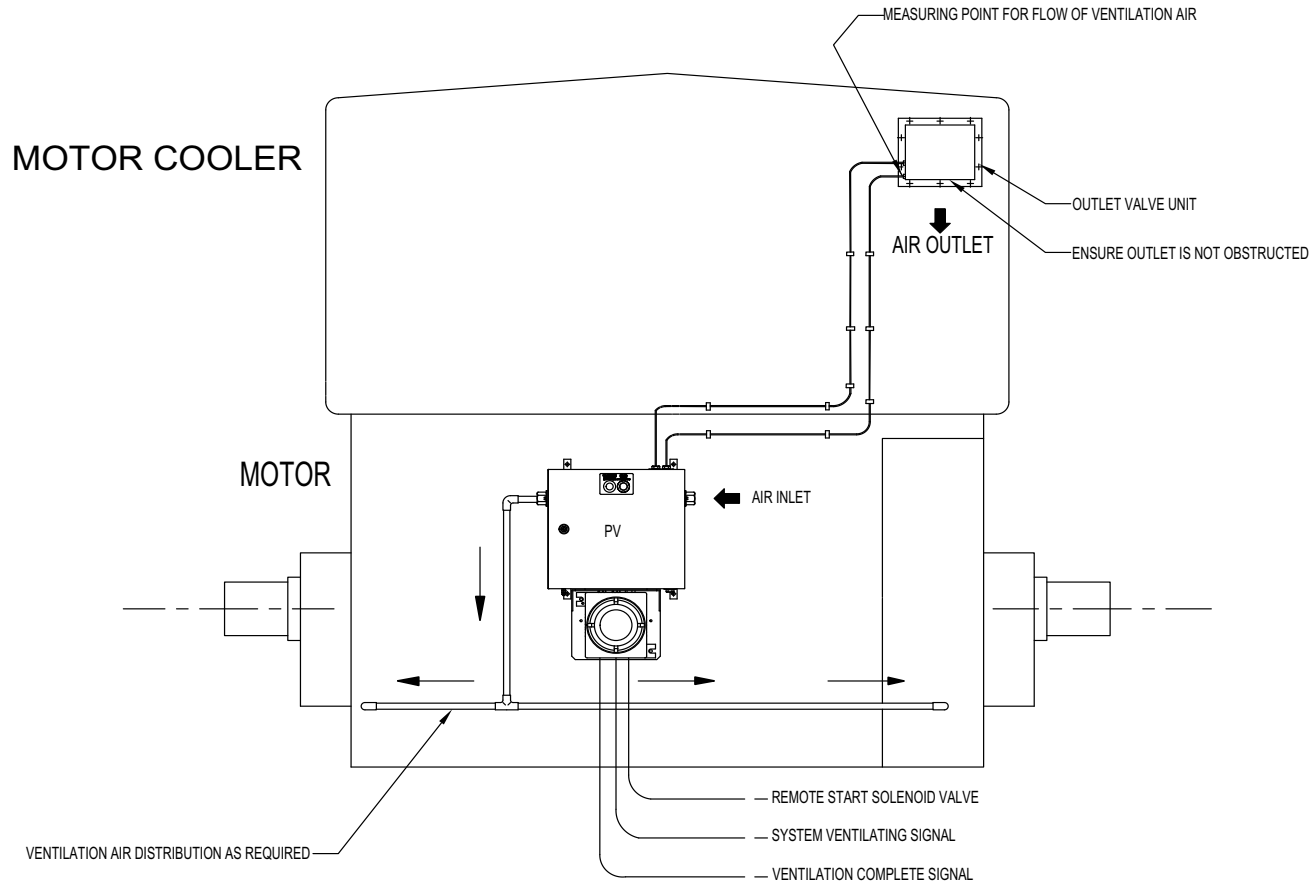 MEASURING POINT FOR FLOW OF VENTILATION AIR
MOTOR COOLER
OUTLET VALVE UNIT
AIR OUTLET
ENSURE OUTLET IS NOT OBSTRUCTED
MOTOR
AIR INLET
PV
REMOTE START SOLENOID VALVE
SYSTEM VENTILATING SIGNAL
VENTILATION AIR DISTRIBUTION AS REQUIRED
VENTILATION COMPLETE SIGNAL